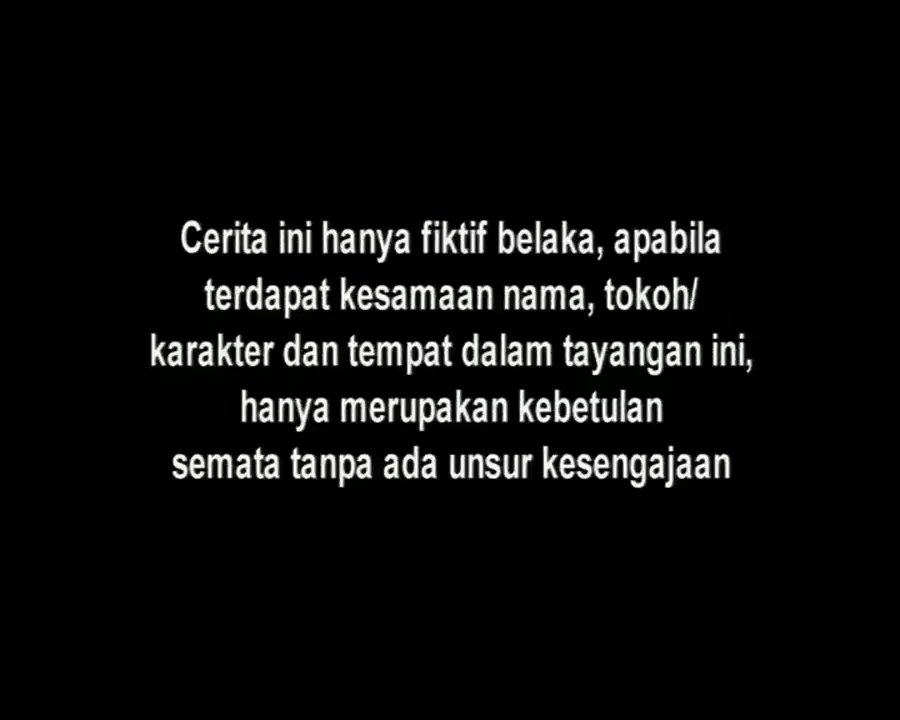 Cerita ini hanya fiktif belaka, apabila
terdapat kesamaan nama, tokoh/
karakter dan tempat dalam tayangan ini,
hanya merupakan kebetulan
semata tanpa ada unsur kesengajaan